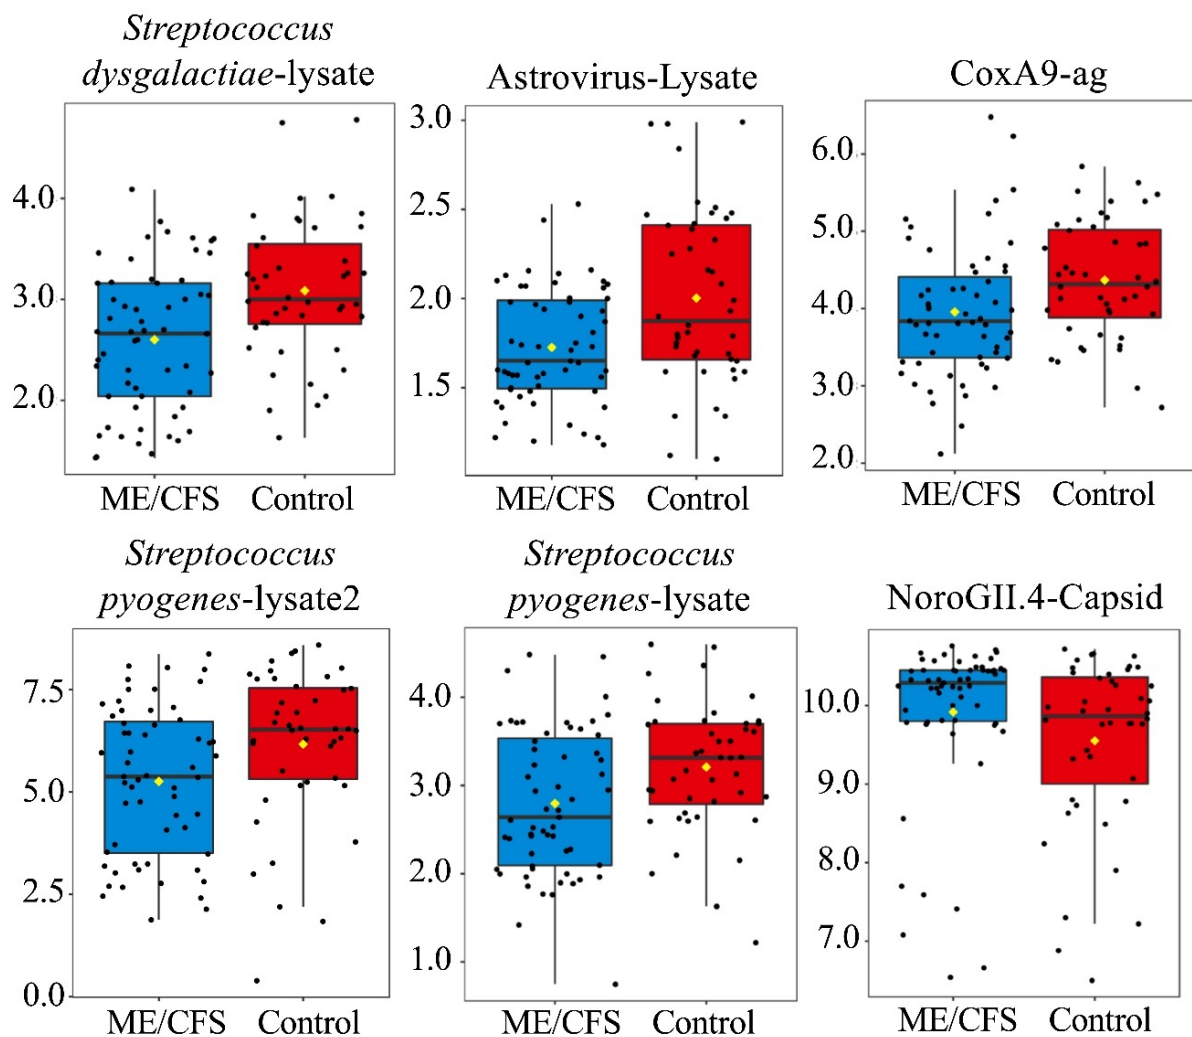 Streptococcus
dysgalactiae-lysate
4.0
3.0
2.0
ME/CFS Control
Astrovirus-Lysate
3.0
2.5
2.0
1.5
ME/CFS Control
CoxA9-ag
6.0
5.0
4.0
3.0
2.0
ME/CFS Control
Streptococcus
pyogenes-lysate2
7.5
5.0
2.5
0.0
ME/CFS Control
Streptococcus
pyogenes-lysate
4.0
3.0
2.0
1.0
ME/CFS Control
NoroGII.4-Capsid
10.0
9.0
8.0
7.0
ME/CFS Control